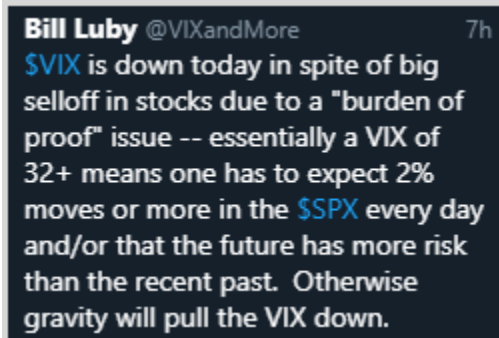 Bill Luby @VIXandMore 7h
$VIX is down today in spite of big
selloff in stocks due to a "burden of
proof" issue -- essentially a VIX of
32+ means one has to expect 2%
moves or more in the $SPX every day
and/or that the future has more risk
than the recent past.  Otherwise
gravity will pull the VIX down.